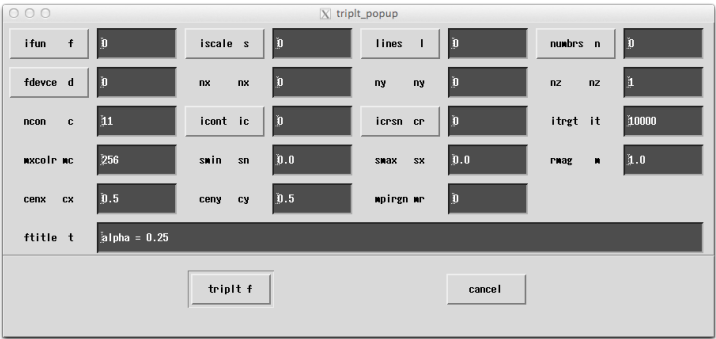 triplt_popup
ifun f 0 iscale s 0 lines l 0 numbrs n 0
fdevce d 0 nx nx 0 ny ny 0 nz nz 1
ncon c 11 icont ic 0 icrsn cr 0 itrgt it 10000
mxcolr mc 256 smin sn 0.0 smax sx 0.0 rmag m 1.0
cenx cx 0.5 ceny cy 0.5 mpirgn mr 0
ftitle t alpha = 0.25
triplt f cancel